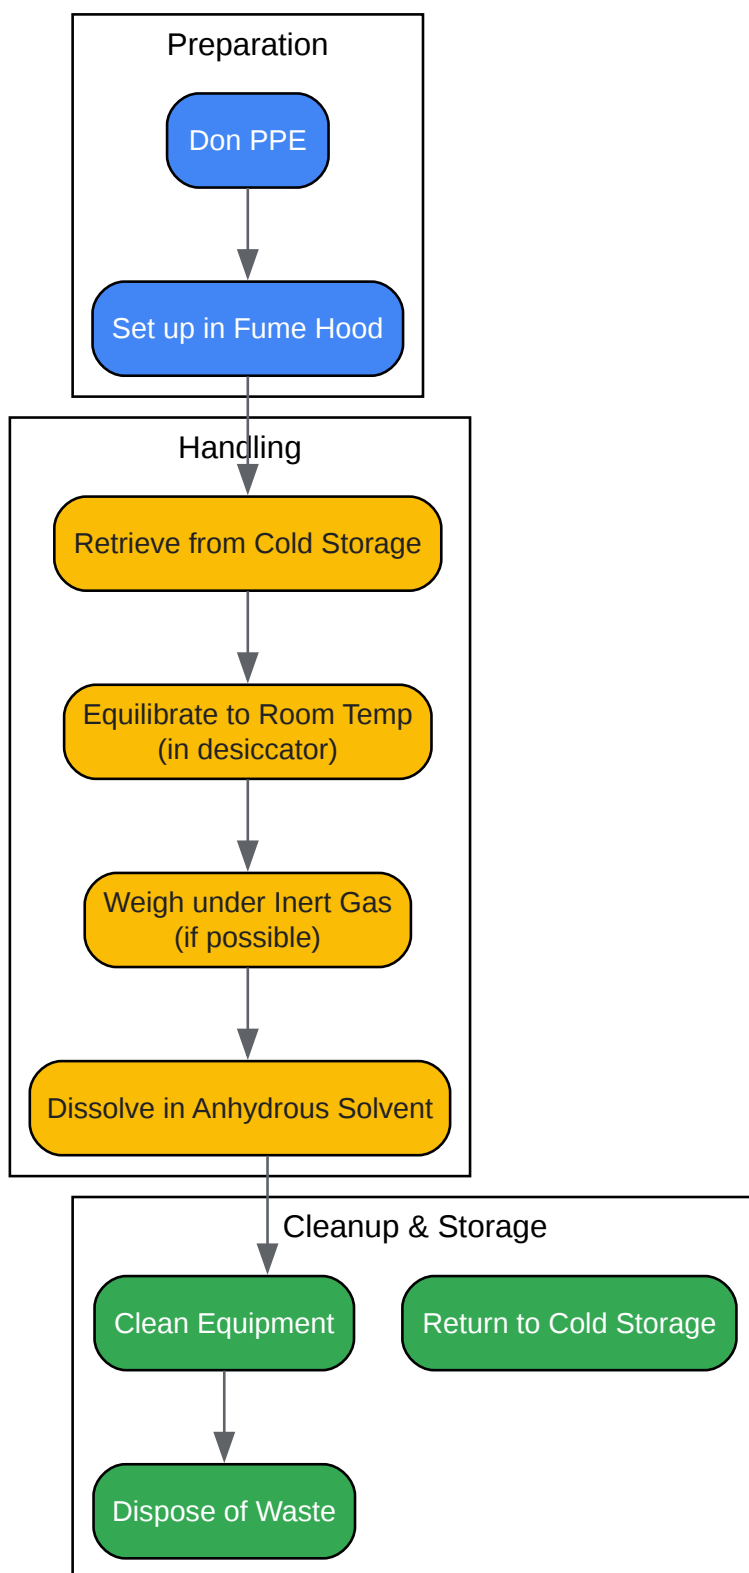 Preparation
Don PPE
Set up in Fume Hood
Handling
Retrieve from Cold Storage
Equilibrate to Room Temp
(in desiccator)
Weigh under Inert Gas
(if possible)
Dissolve in Anhydrous Solvent
Cleanup & Storage
Clean Equipment
Return to Cold Storage
Dispose of Waste